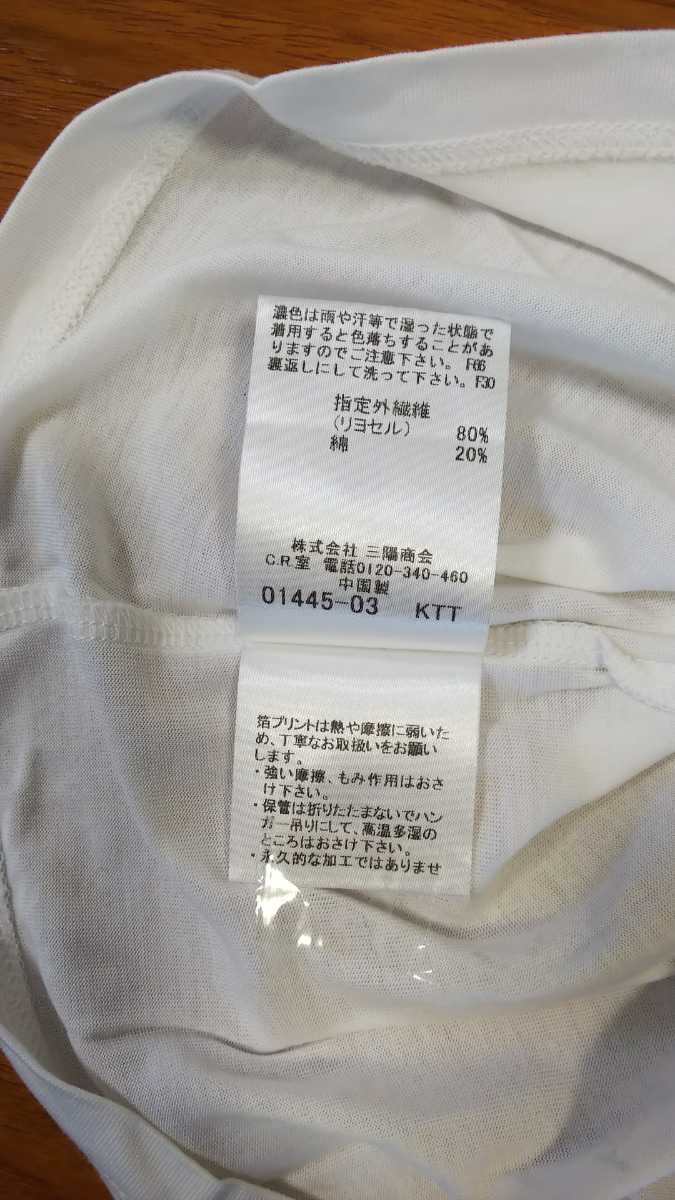 濃色は雨や汗等で湿った状態で
着用すると色落ちすることがあ
りますのでご注意下さい。 F66
裏返しにして洗って下さい。F30
指定外繊維
(リヨセル) 80%
綿 20%
株式会社 三陽商会
C.R.室 電話0120-340-460
中国製
01445-03 KTT
箔プリントは熱や摩擦に弱いた
め、丁寧なお取扱いをお願い
します。
・強い摩擦、もみ作用はおさ
け下さい。
・保管は折りたたまないでハン
ガー吊りにして、高温多湿の
ところはおさけ下さい。
・永久的な加工ではありませ